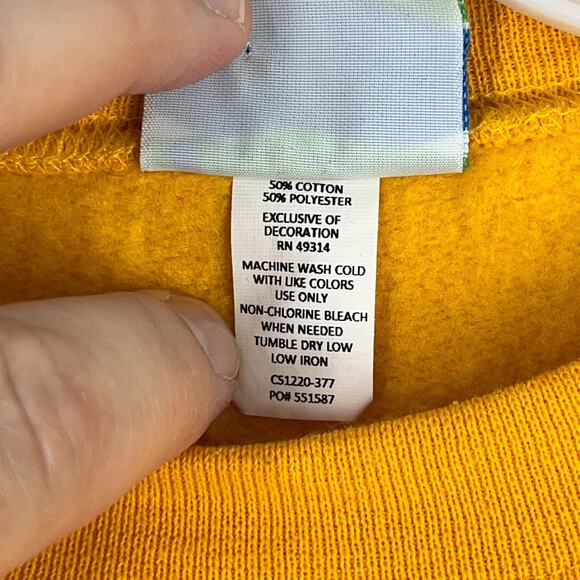 50% COTTON
50% POLYESTER
EXCLUSIVE OF
DECORATION
RN 49314
MACHINE WASH COLD
WITH LIKE COLORS
USE ONLY
NON-CHLORINE BLEACH
WHEN NEEDED
TUMBLE DRY LOW
LOW IRON
CS1220-377
PO# 551587